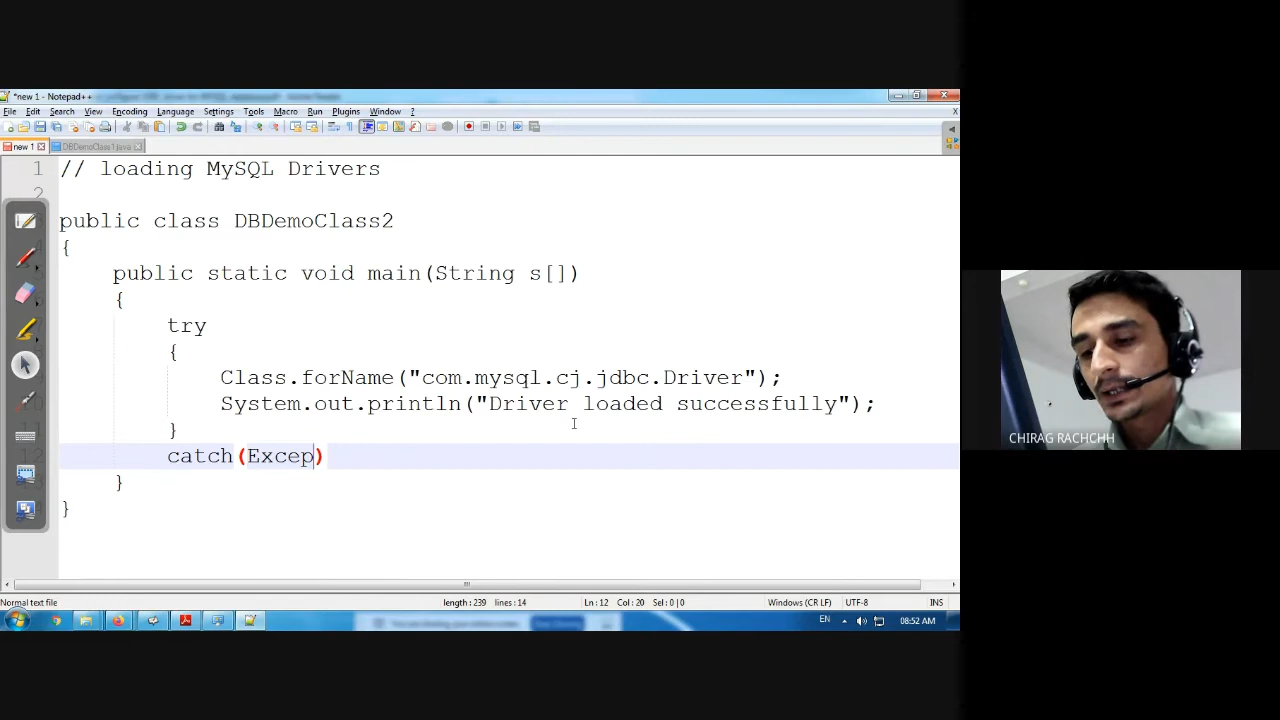 *new 1 - Notepad++
File Edit Search View Encoding Language Settings Tools Macro Run Plugins Window ? X
new 1 DBDemoClass1.java
1 // loading MySQL Drivers
2
public class DBDemoClass2
{
public static void main(String s[])
{
try
{
Class.forName("com.mysql.cj.jdbc.Driver");
System.out.println("Driver loaded successfully");
}
12 catch(Excep)
}
}
CHIRAG RACHCHH
Normal text file length : 239 lines : 14 Ln : 12 Col : 20 Sel : 0 | 0 Windows (CR LF) UTF-8 INS
EN 08:52 AM